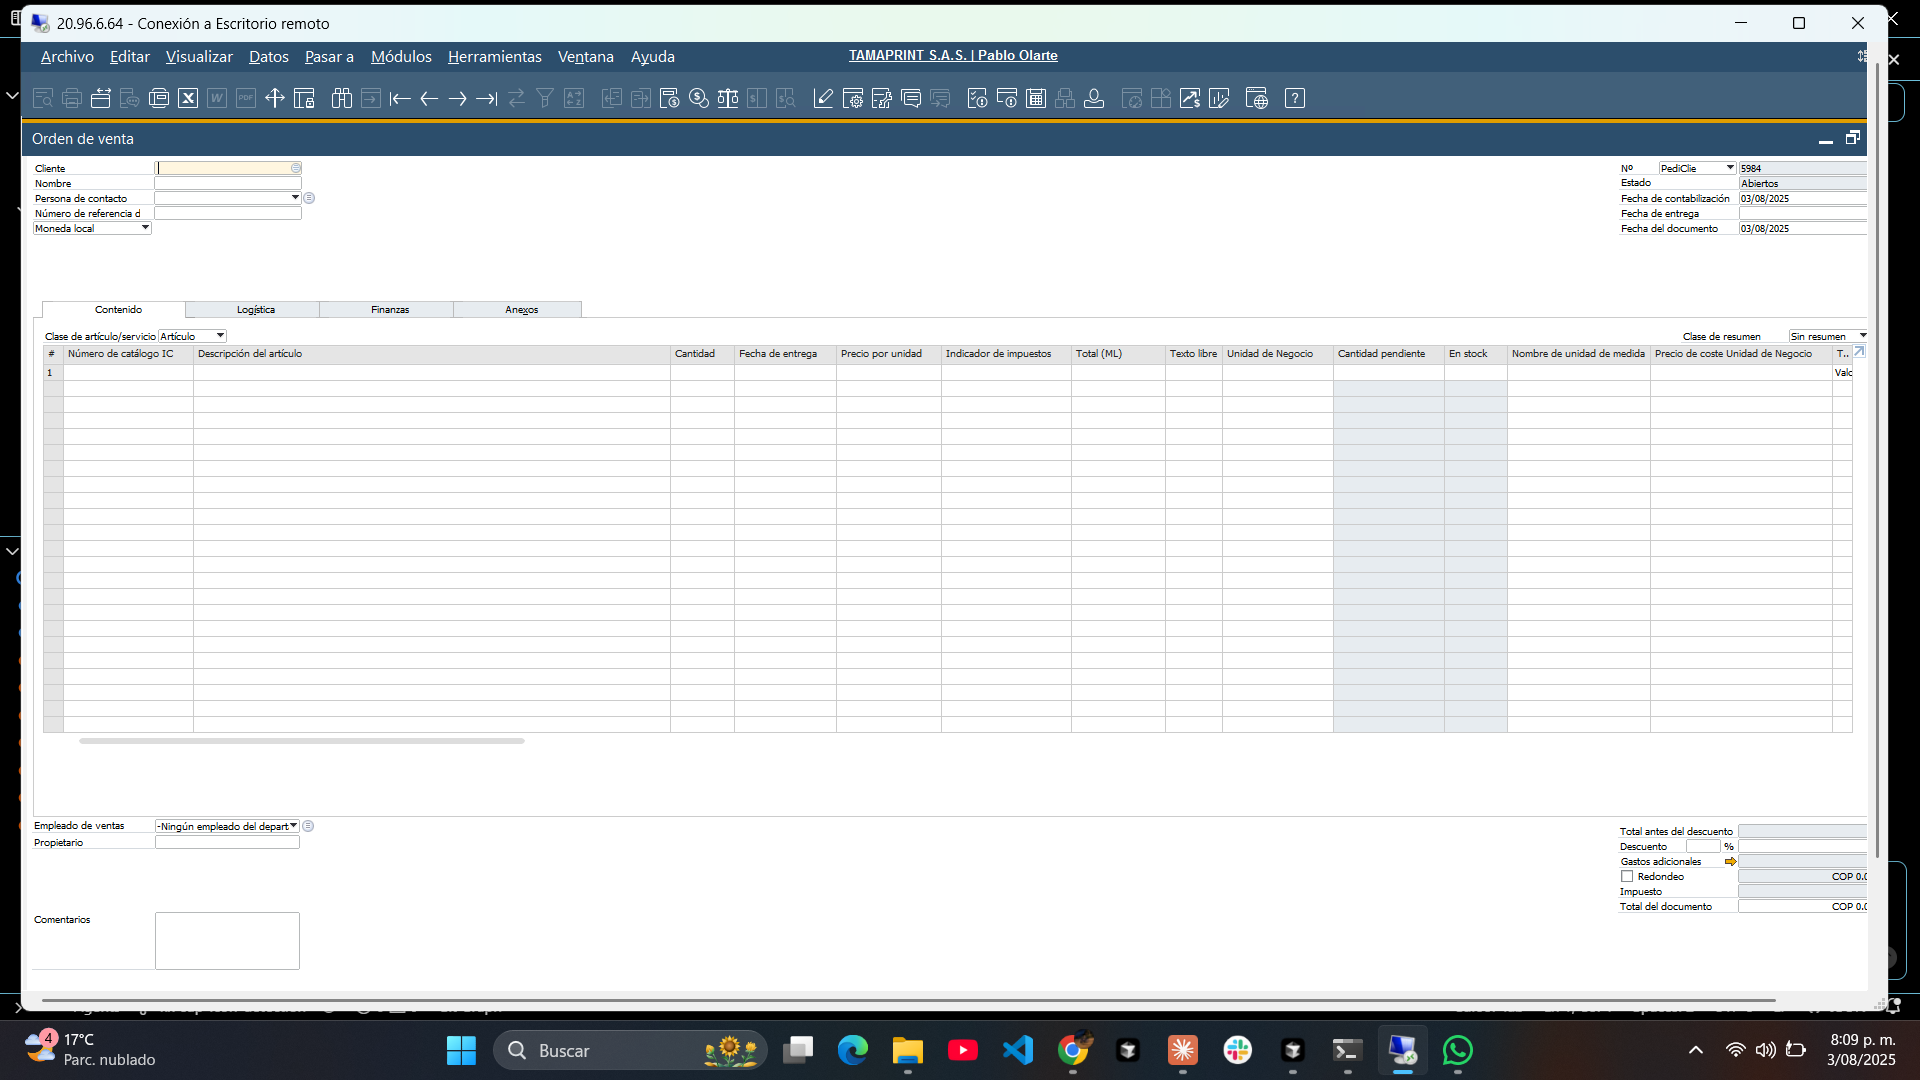 20.96.6.64 - Conexión a Escritorio remoto
Archivo Editar Visualizar Datos Pasar a Módulos Herramientas Ventana Ayuda
TAMAPRINT S.A.S. | Pablo Olarte
Orden de venta
Cliente
Nombre
Persona de contacto
Número de referencia d
Moneda local
Nº PediClie 5984
Estado Abiertos
Fecha de contabilización 03/08/2025
Fecha de entrega
Fecha del documento 03/08/2025
Contenido Logística Finanzas Anexos
Clase de artículo/servicio Artículo
Clase de resumen Sin resumen
# Número de catálogo IC Descripción del artículo Cantidad Fecha de entrega Precio por unidad Indicador de impuestos Total (ML) Texto libre Unidad de Negocio Cantidad pendiente En stock Nombre de unidad de medida Precio de coste Unidad de Negocio T..
1 Valc
Empleado de ventas -Ningún empleado del depart
Propietario
Comentarios
Total antes del descuento
Descuento %
Gastos adicionales
Redondeo COP 0.0
Impuesto
Total del documento COP 0.0
4
17°C
Parc. nublado
Buscar
8:09 p. m.
3/08/2025